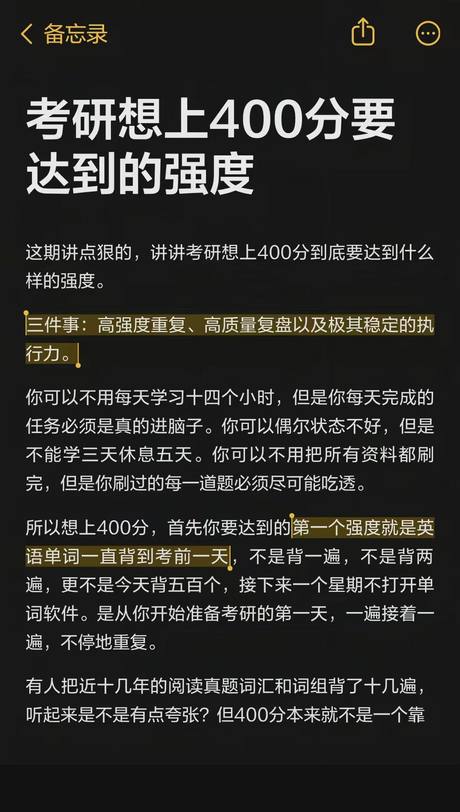 备忘录
考研想上400分要
达到的强度
这期讲点狠的，讲讲考研想上400分到底要达到什么
样的强度。
三件事：高强度重复、高质量复盘以及极其稳定的执
行力。
你可以不用每天学习十四个小时，但是你每天完成的
任务必须是真的进脑子。你可以偶尔状态不好，但是
不能学三天休息五天。你可以不用把所有资料都刷
完，但是你刷过的每一道题必须尽可能吃透。
所以想上400分，首先你要达到的第一个强度就是英
语单词一直背到考前一天，不是背一遍，不是背两
遍，更不是今天背五百个，接下来一个星期不打开单
词软件。是从你开始准备考研的第一天，一遍接着一
遍，不停地重复。
有人把近十几年的阅读真题词汇和词组背了十几遍，
听起来是不是有点夸张？但400分本来就不是一个靠